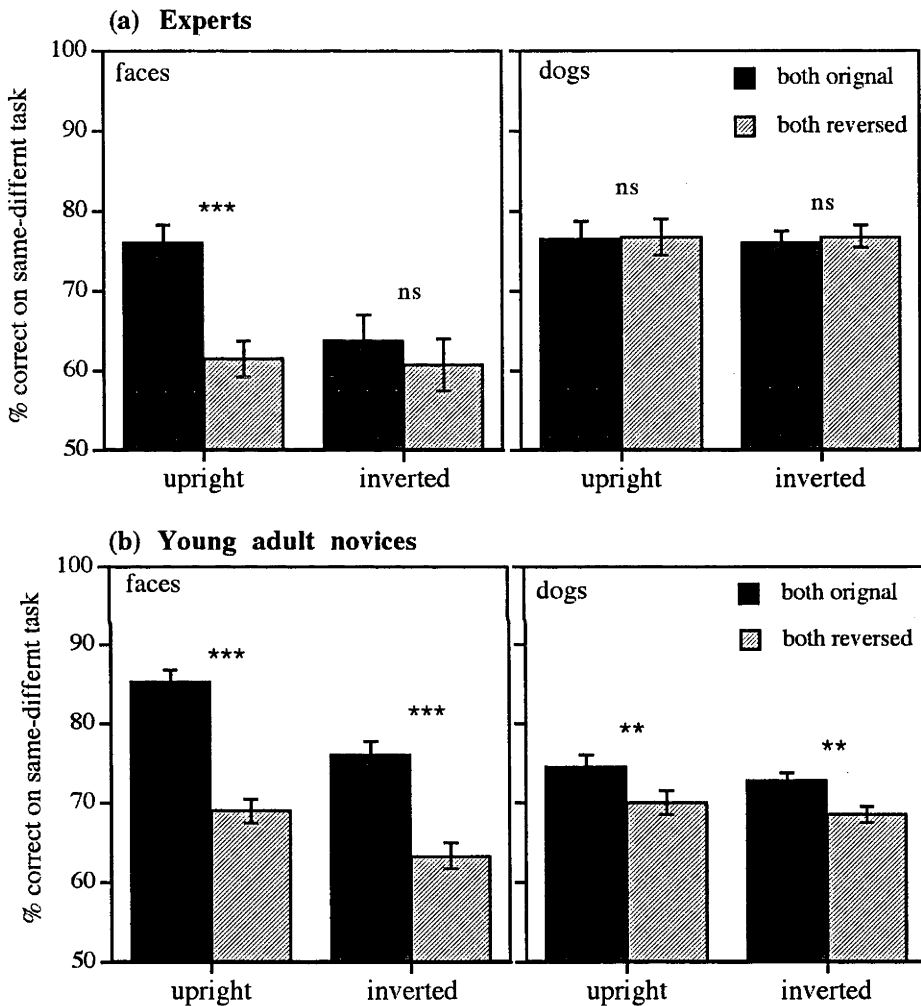 (a) Experts
% correct on same-differnt task
100
90
80
70
60
50
faces
***
ns
upright
inverted
dogs
both orignal
both reversed
ns
ns
upright
inverted
(b) Young adult novices
% correct on same-differnt task
100
90
80
70
60
50
faces
***
***
upright
inverted
dogs
both orignal
both reversed
**
**
upright
inverted